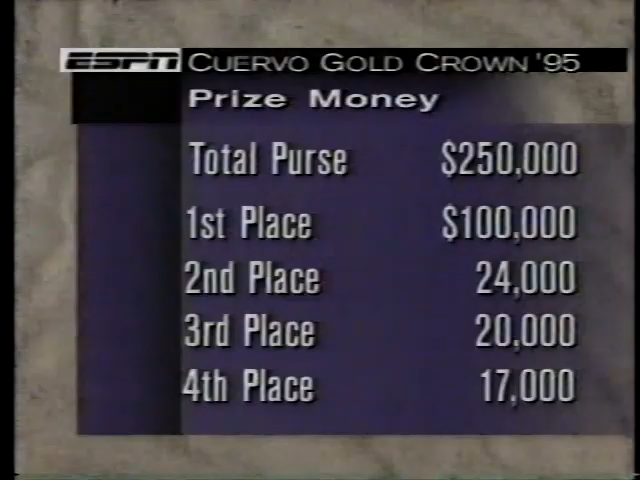 ESPN CUERVO GOLD CROWN '95
Prize Money
Total Purse $250,000
1st Place $100,000
2nd Place 24,000
3rd Place 20,000
4th Place 17,000